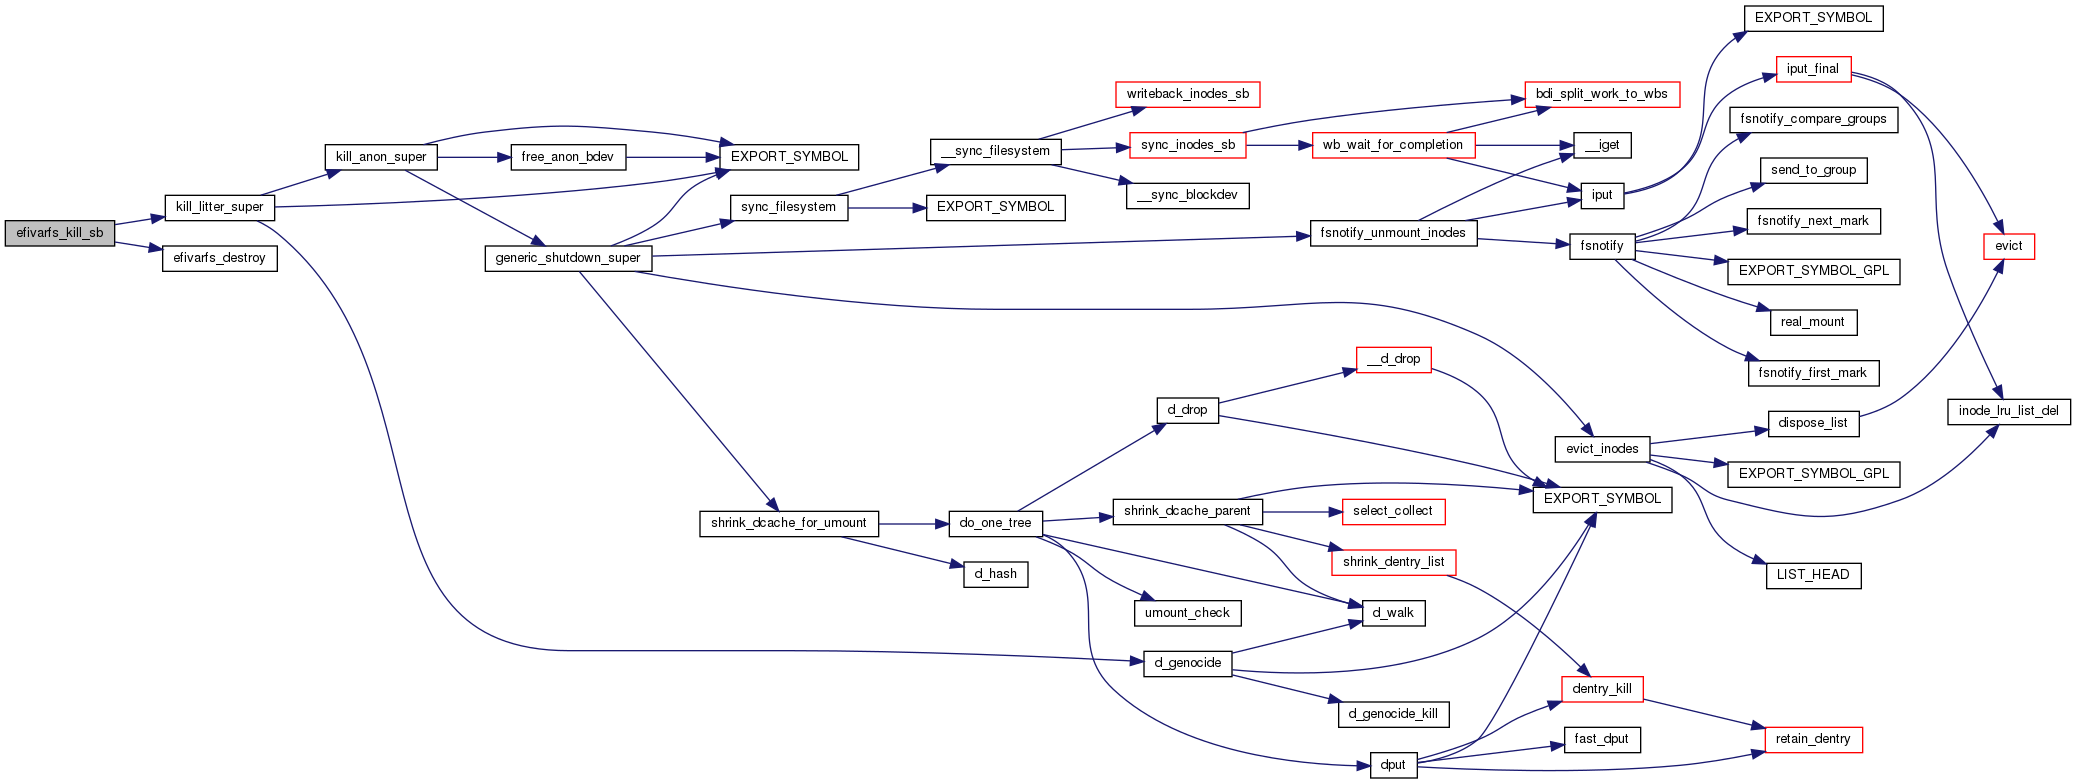 efivarfs_kill_sb
kill_litter_super
efivarfs_destroy
kill_anon_super
free_anon_bdev
EXPORT_SYMBOL
generic_shutdown_super
sync_filesystem
EXPORT_SYMBOL
__sync_filesystem
writeback_inodes_sb
sync_inodes_sb
__sync_blockdev
wb_wait_for_completion
bdi_split_work_to_wbs
__iget
iput
fsnotify_unmount_inodes
fsnotify
EXPORT_SYMBOL
iput_final
fsnotify_compare_groups
send_to_group
fsnotify_next_mark
EXPORT_SYMBOL_GPL
real_mount
fsnotify_first_mark
evict
inode_lru_list_del
evict_inodes
dispose_list
EXPORT_SYMBOL_GPL
LIST_HEAD
shrink_dcache_for_umount
do_one_tree
d_hash
d_drop
__d_drop
shrink_dcache_parent
select_collect
EXPORT_SYMBOL
shrink_dentry_list
umount_check
d_walk
d_genocide
d_genocide_kill
dput
dentry_kill
fast_dput
retain_dentry